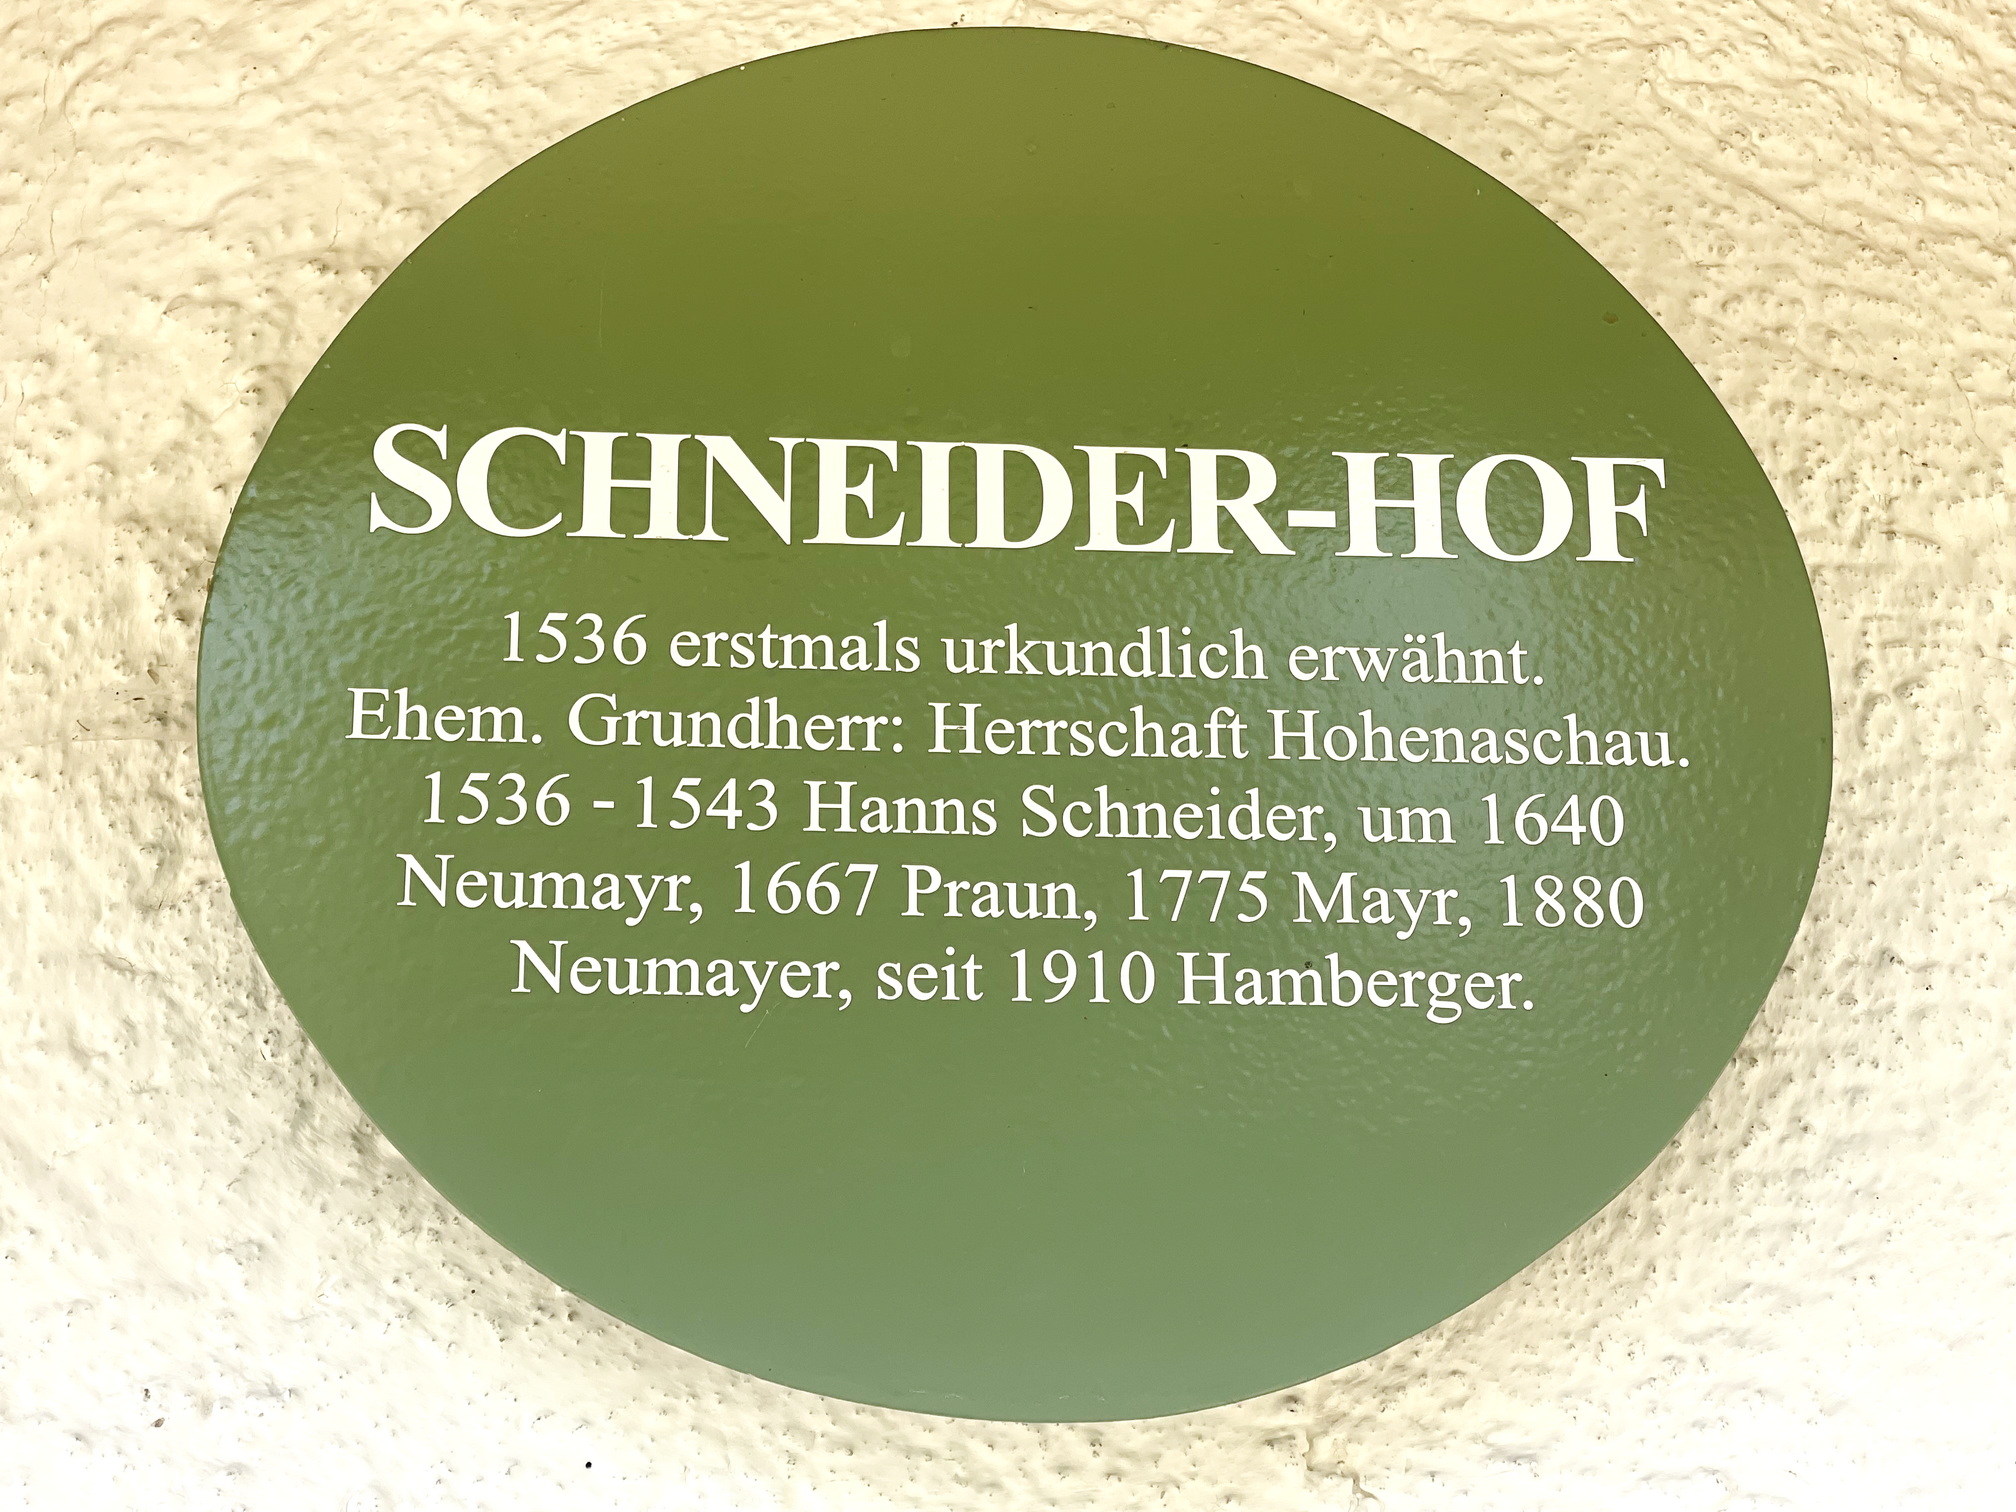 SCHNEIDER-HOF
1536 erstmals urkundlich erwähnt.
Ehem. Grundherr: Herrschaft Hohenaschau.
1536 - 1543 Hanns Schneider, um 1640
Neumayr, 1667 Praun, 1775 Mayr, 1880
Neumayer, seit 1910 Hamberger.